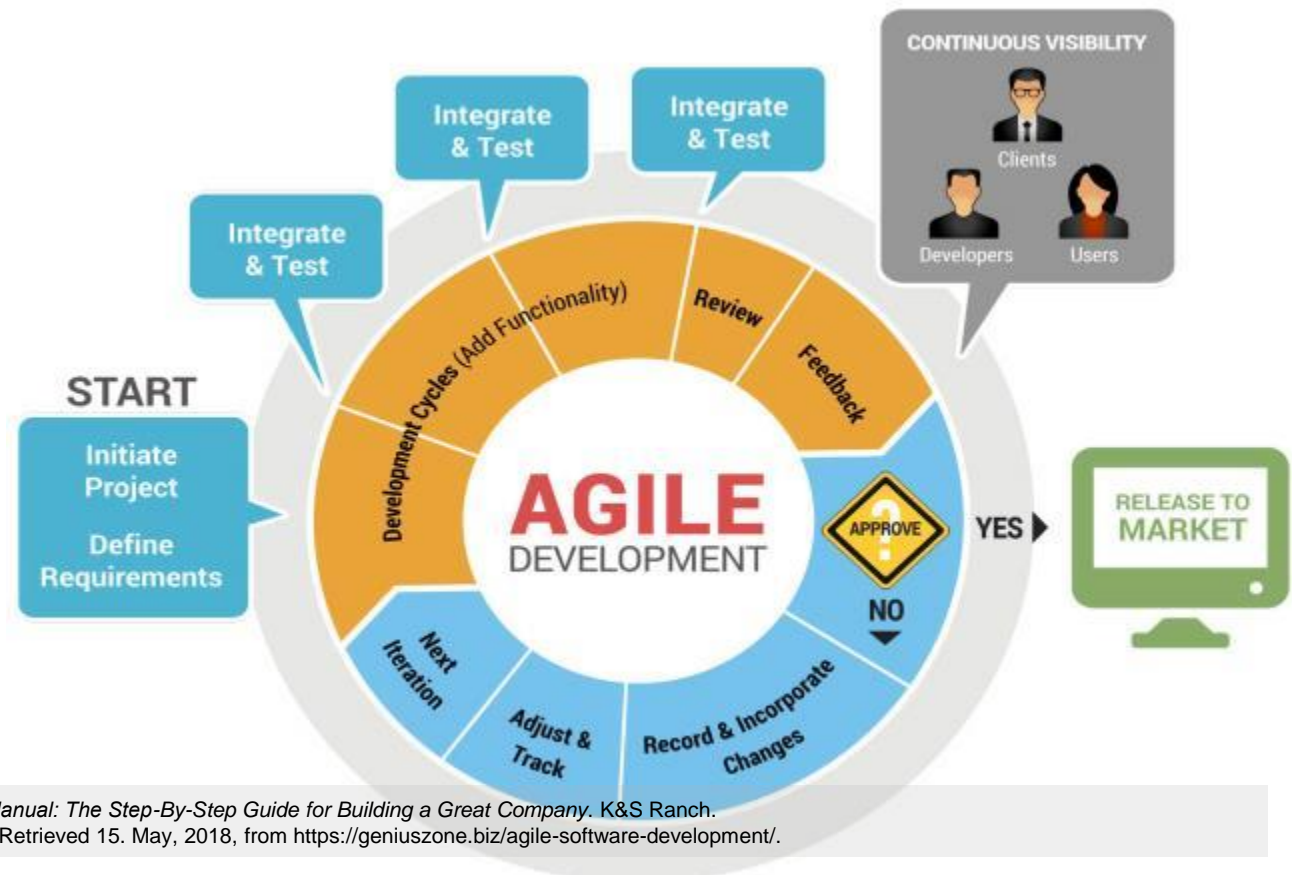 CONTINUOUS VISIBILITY
Clients
Developers
Users
Integrate
& Test
Integrate
& Test
Integrate
& Test
START
Initiate
Project
Define
Requirements
Development Cycles (Add Functionality)
Review
Feedback
AGILE
DEVELOPMENT
?
APPROVE
YES
NO
RELEASE TO
MARKET
Record & Incorporate
Changes
Adjust &
Track
Next
Iteration
Manual: The Step-By-Step Guide for Building a Great Company. K&S Ranch.
Retrieved 15. May, 2018, from https://geniuszone.biz/agile-software-development/.